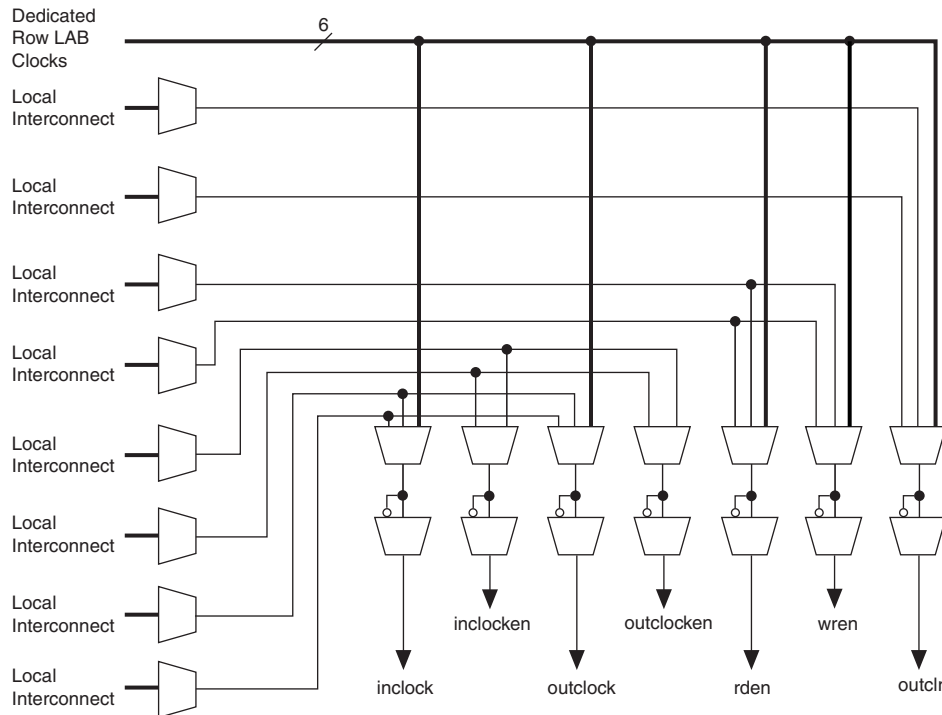 Dedicated
Row LAB
Clocks
6
Local
Interconnect
Local
Interconnect
Local
Interconnect
Local
Interconnect
Local
Interconnect
Local
Interconnect
Local
Interconnect
Local
Interconnect
inclocken
outclocken
wren
inclock
outclock
rden
outclr